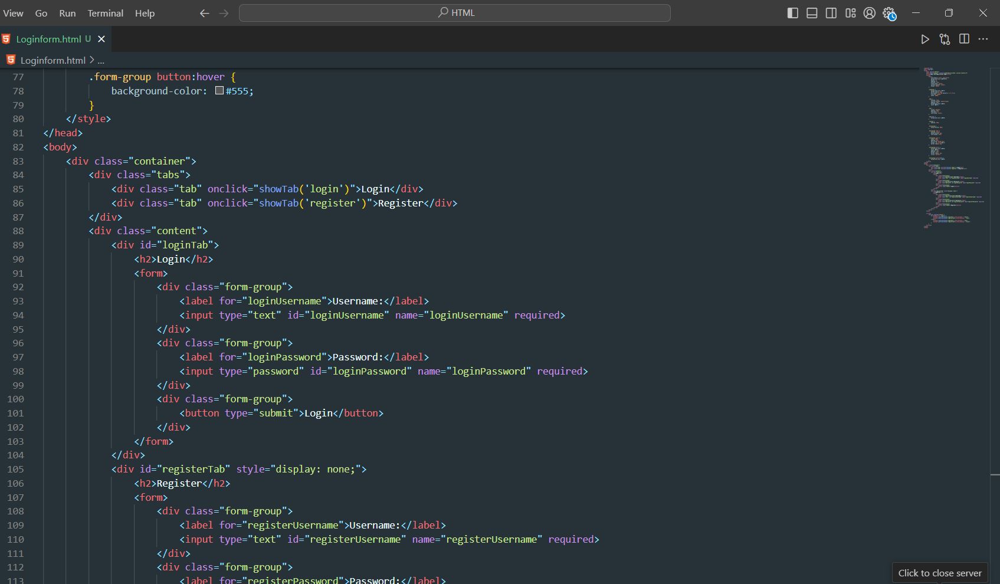 View Go Run Terminal Help HTML
Loginform.html U
Loginform.html > ...
77 .form-group button:hover {
78 background-color: #555;
79 }
80 </style>
81 </head>
82 <body>
83 <div class="container">
84 <div class="tabs">
85 <div class="tab" onclick="showTab('login')">Login</div>
86 <div class="tab" onclick="showTab('register')">Register</div>
87 </div>
88 <div class="content">
89 <div id="loginTab">
90 <h2>Login</h2>
91 <form>
92 <div class="form-group">
93 <label for="loginUsername">Username:</label>
94 <input type="text" id="loginUsername" name="loginUsername" required>
95 </div>
96 <div class="form-group">
97 <label for="loginPassword">Password:</label>
98 <input type="password" id="loginPassword" name="loginPassword" required>
99 </div>
100 <div class="form-group">
101 <button type="submit">Login</button>
102 </div>
103 </form>
104 </div>
105 <div id="registerTab" style="display: none;">
106 <h2>Register</h2>
107 <form>
108 <div class="form-group">
109 <label for="registerUsername">Username:</label>
110 <input type="text" id="registerUsername" name="registerUsername" required>
111 </div>
112 <div class="form-group">
113 <label for="registerPassword">Password:</label>
Click to close server